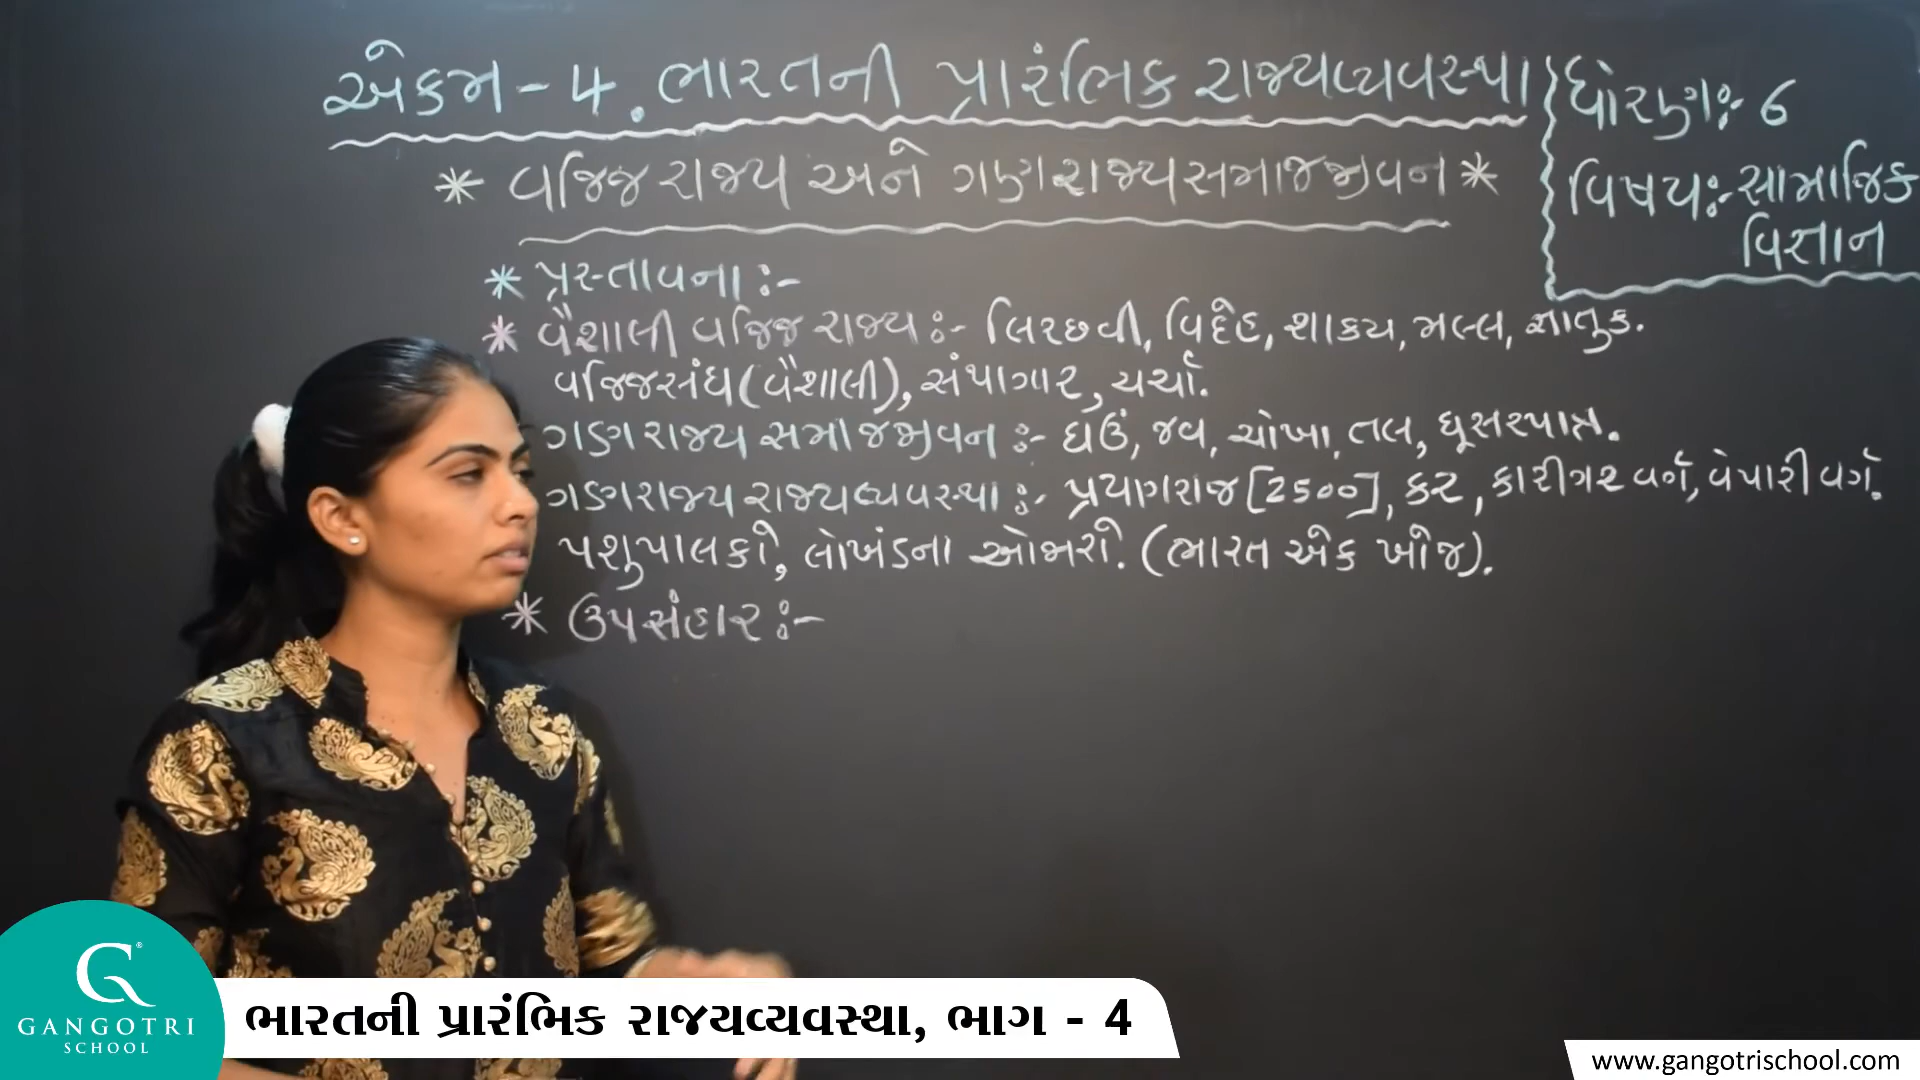 એકમ - 4. ભારતની પ્રારંભિક રાજ્યવ્યવસ્થા
ધોરણ :- 6
વિષય :- સામાજિક
વિજ્ઞાન
* વજ્જિ રાજ્ય અને ગણરાજ્ય સમાજજીવન *
* પ્રસ્તાવના :-
* વૈશાલી વજ્જિ રાજ્ય :- લિચ્છવી, વિદેહ, શાક્ય, મલ્લ, જ્ઞાતૃક.
વજ્જિસંઘ (વૈશાલી), સંથાગાર, ચર્ચા.
ગણરાજ્ય સમાજજીવન :- ઘઉં, જવ, ચોખા, તલ, ધૂસરપાત્ર.
ગણરાજ્ય રાજ્યવ્યવસ્થા :- પ્રયાગરાજ [2500], કર, કારીગર વર્ગ, વેપારી વર્ગ.
પશુપાલકો, લોખંડના ઓજારો. (ભારત એક ખોજ).
* ઉપસંહાર :-
GANGOTRI
SCHOOL
ભારતની પ્રારંભિક રાજ્યવ્યવસ્થા, ભાગ - 4
www.gangotrischool.com